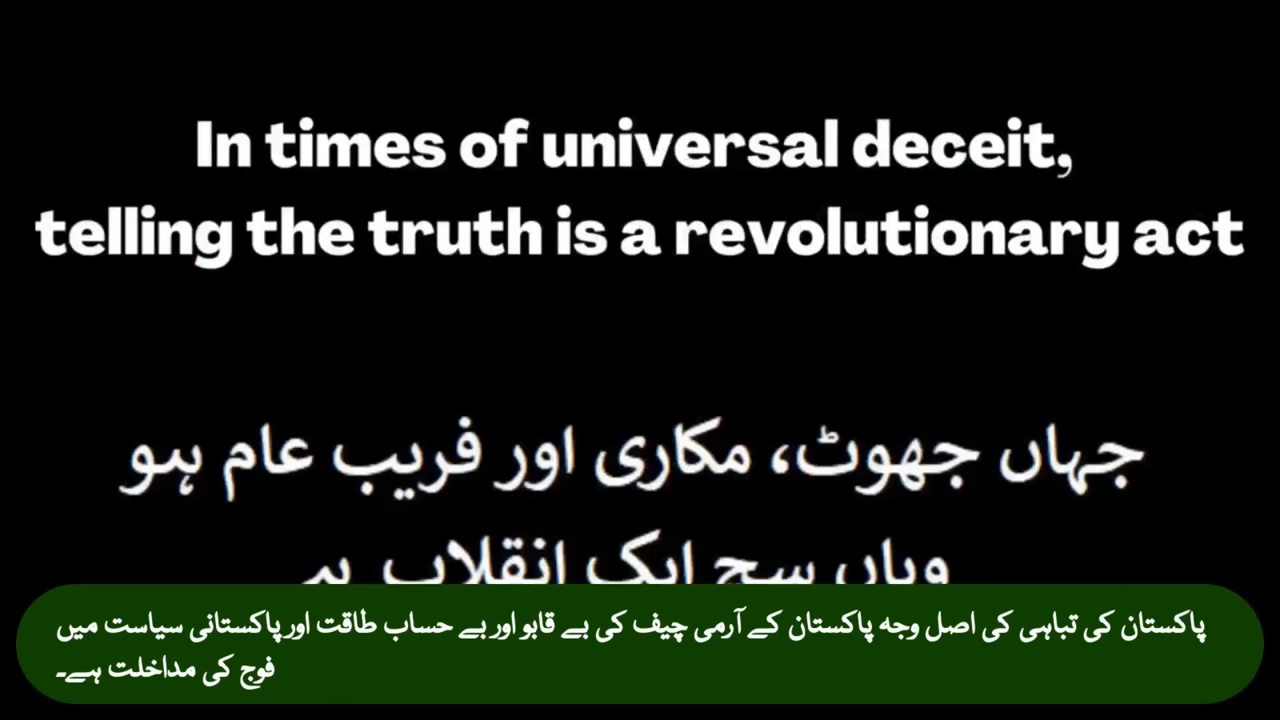 In times of universal deceit,
telling the truth is a revolutionary act
جہاں جھوٹ، مکاری اور فریب عام ہو
وہاں سچ ایک انقلاب ہے
پاکستان کی تباہی کی اصل وجہ پاکستان کے آرمی چیف کی بے قابو اور بے حساب طاقت اور پاکستانی سیاست میں
فوج کی مداخلت ہے۔